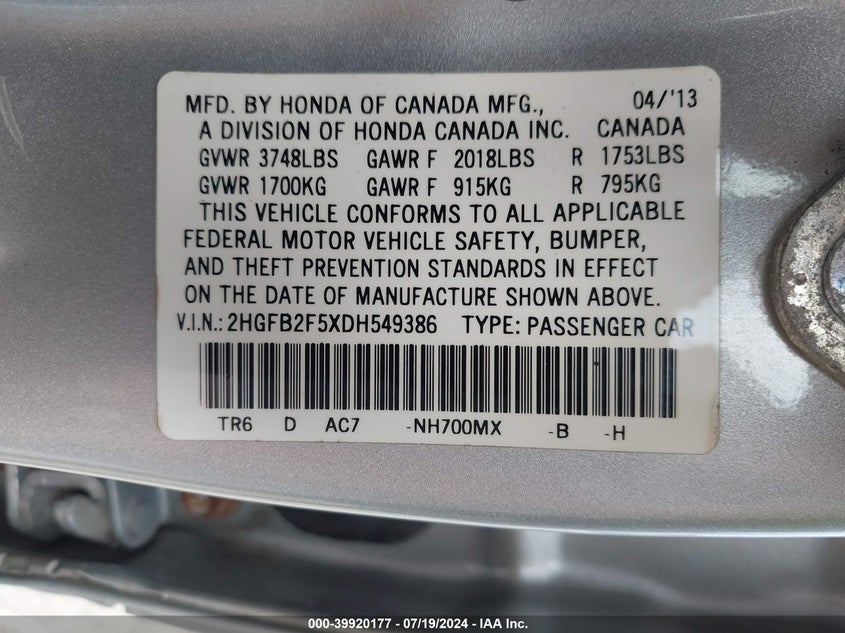 MFD. BY HONDA OF CANADA MFG., 04/'13
A DIVISION OF HONDA CANADA INC. CANADA
GVWR 3748LBS GAWR F 2018LBS R 1753LBS
GVWR 1700KG GAWR F 915KG R 795KG
THIS VEHICLE CONFORMS TO ALL APPLICABLE
FEDERAL MOTOR VEHICLE SAFETY, BUMPER,
AND THEFT PREVENTION STANDARDS IN EFFECT
ON THE DATE OF MANUFACTURE SHOWN ABOVE.
V.I.N.: 2HGFB2F5XDH549386 TYPE: PASSENGER CAR
TR6 D AC7 -NH700MX -B -H
000-39920177 - 07/19/2024 - IAA Inc.